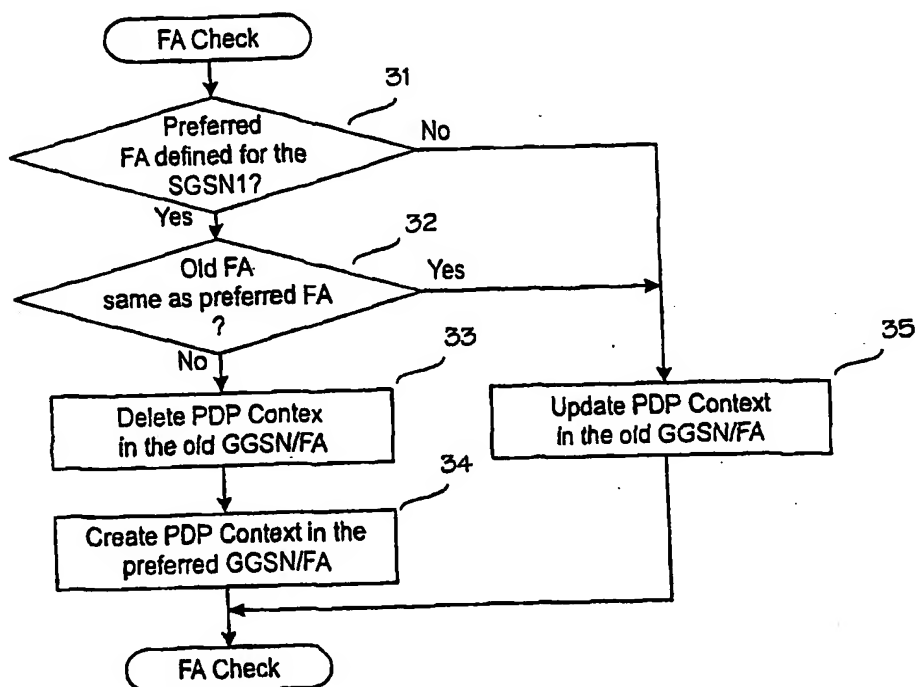 FA Check
31
Preferred
FA defined for the
SGSN1?
No
Yes
32
Old FA
same as preferred FA
?
Yes
No
33
Delete PDP Contex
in the old GGSN/FA
35
Update PDP Context
in the old GGSN/FA
34
Create PDP Context in the
preferred GGSN/FA
FA Check